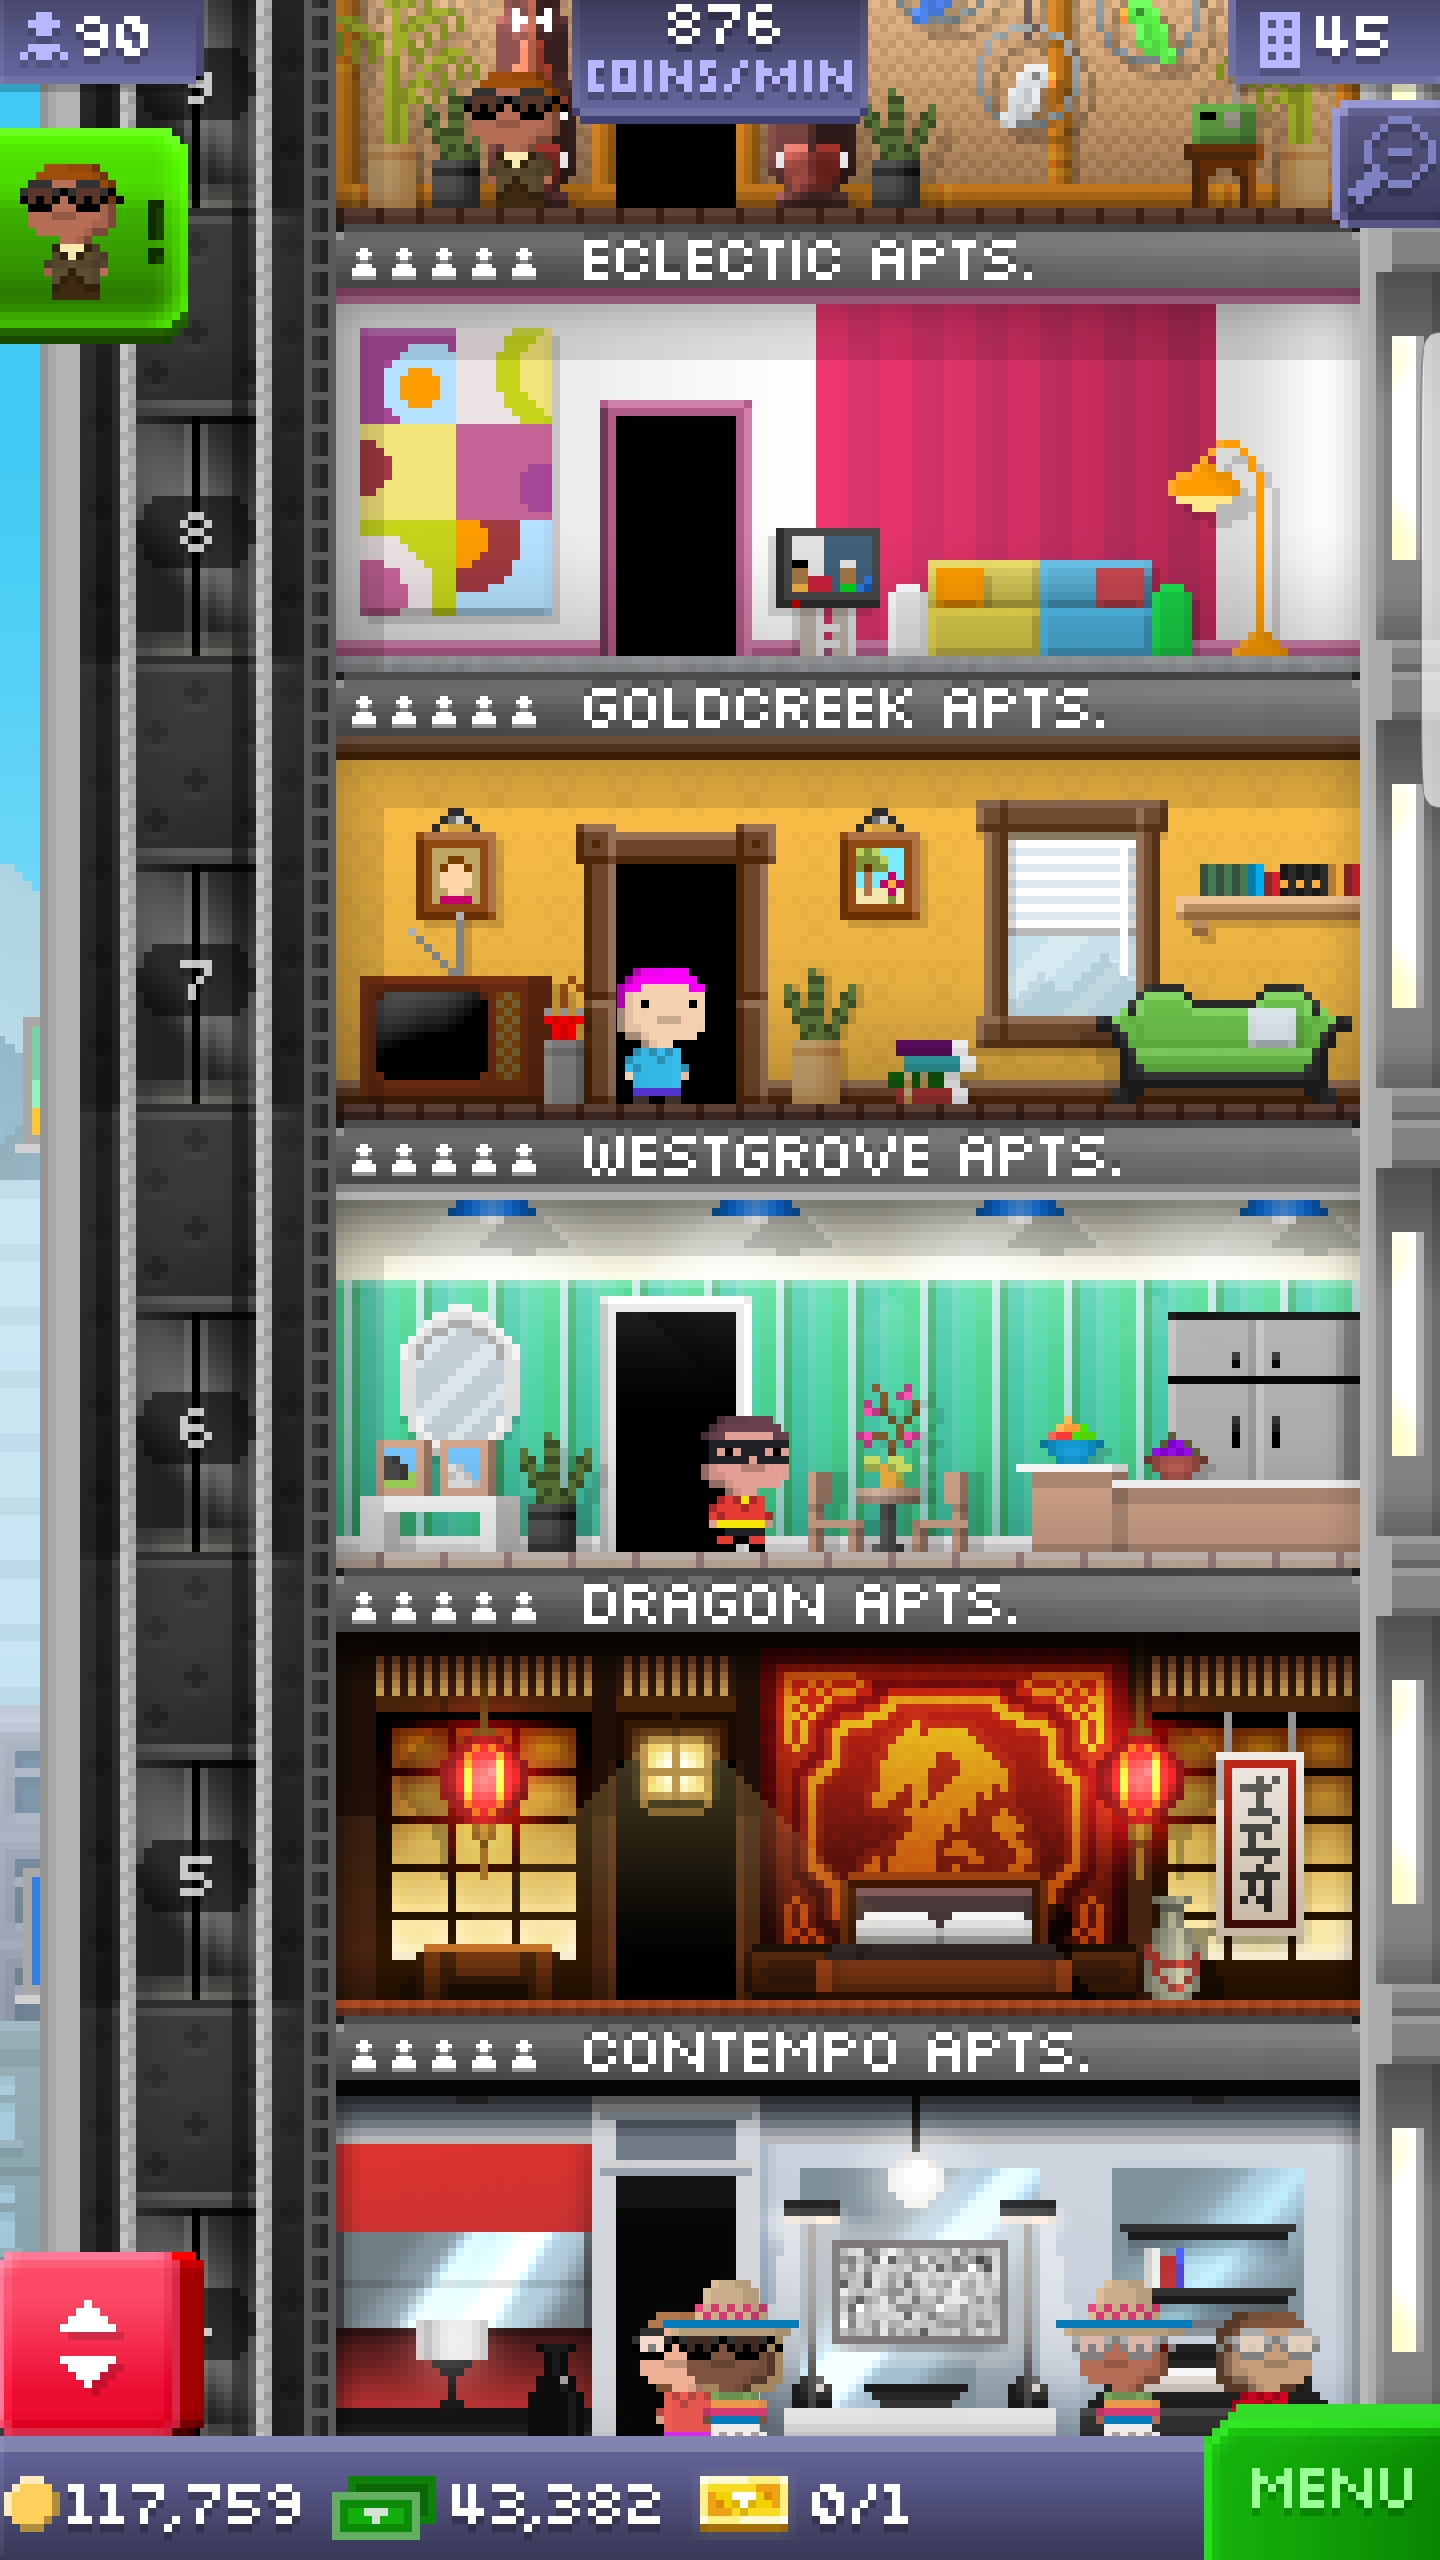 90
876
COINS/MIN
45
!
ECLECTIC APTS.
8
GOLDCREEK APTS.
7
WESTGROVE APTS.
6
DRAGON APTS.
5
CONTEMPO APTS.
117,759
43,382
0/1
MENU